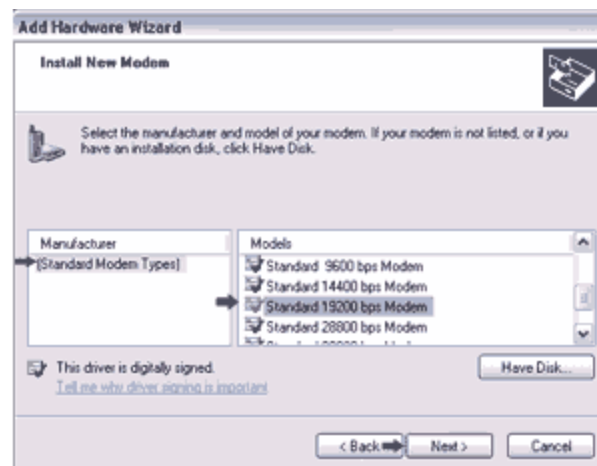 Add Hardware Wizard
Install New Modem
Select the manufacturer and model of your modem. If your modem is not listed, or if you
have an installation disk, click Have Disk.
Manufacturer
(Standard Modem Types)
Models
Standard 9600 bps Modem
Standard 14400 bps Modem
Standard 19200 bps Modem
Standard 28800 bps Modem
This driver is digitally signed.
Tell me why driver signing is important
Have Disk...
< Back
Next >
Cancel